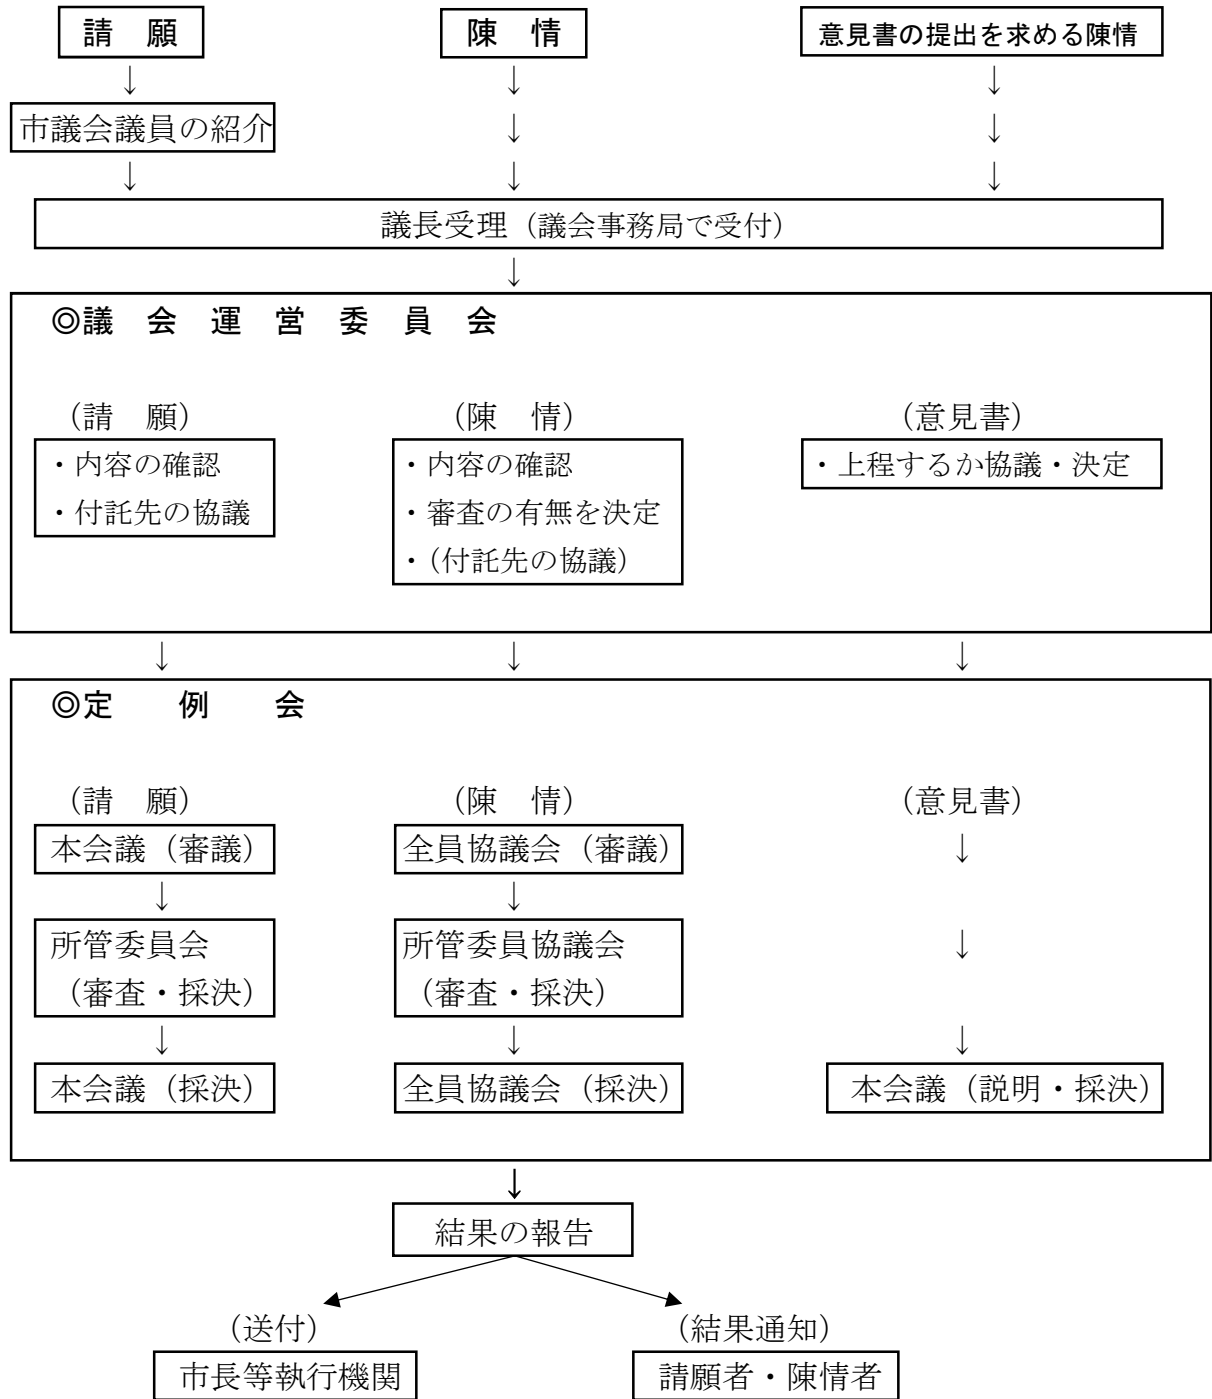 請　願
陳　情
意見書の提出を求める陳情
↓
↓
↓
市議会議員の紹介
↓
↓
↓
↓
↓
議長受理（議会事務局で受付）
↓
◎議　会　運　営　委　員　会
（請　願）
・内容の確認
・付託先の協議
（陳　情）
・内容の確認
・審査の有無を決定
・（付託先の協議）
（意見書）
・上程するか協議・決定
↓
↓
↓
◎定　　例　　会
（請　願）
本会議（審議）
↓
所管委員会
（審査・採決）
↓
本会議（採決）
（陳　情）
全員協議会（審議）
↓
所管委員協議会
（審査・採決）
↓
全員協議会（採決）
（意見書）
↓
↓
↓
本会議（説明・採決）
↓
結果の報告
（送付）
市長等執行機関
（結果通知）
請願者・陳情者